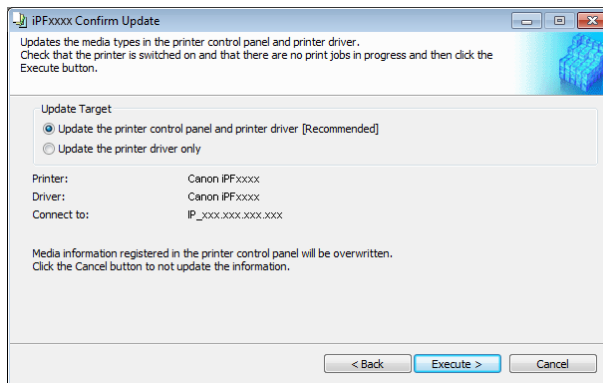 iPFxxxx Confirm Update
Updates the media types in the printer control panel and printer driver.
Check that the printer is switched on and that there are no print jobs in progress and then click the
Execute button.
Update Target
Update the printer control panel and printer driver [Recommended]
Update the printer driver only
Printer: Canon iPFxxxx
Driver: Canon iPFxxxx
Connect to: IP_xxx.xxx.xxx.xxx
Media information registered in the printer control panel will be overwritten.
Click the Cancel button to not update the information.
< Back Execute > Cancel